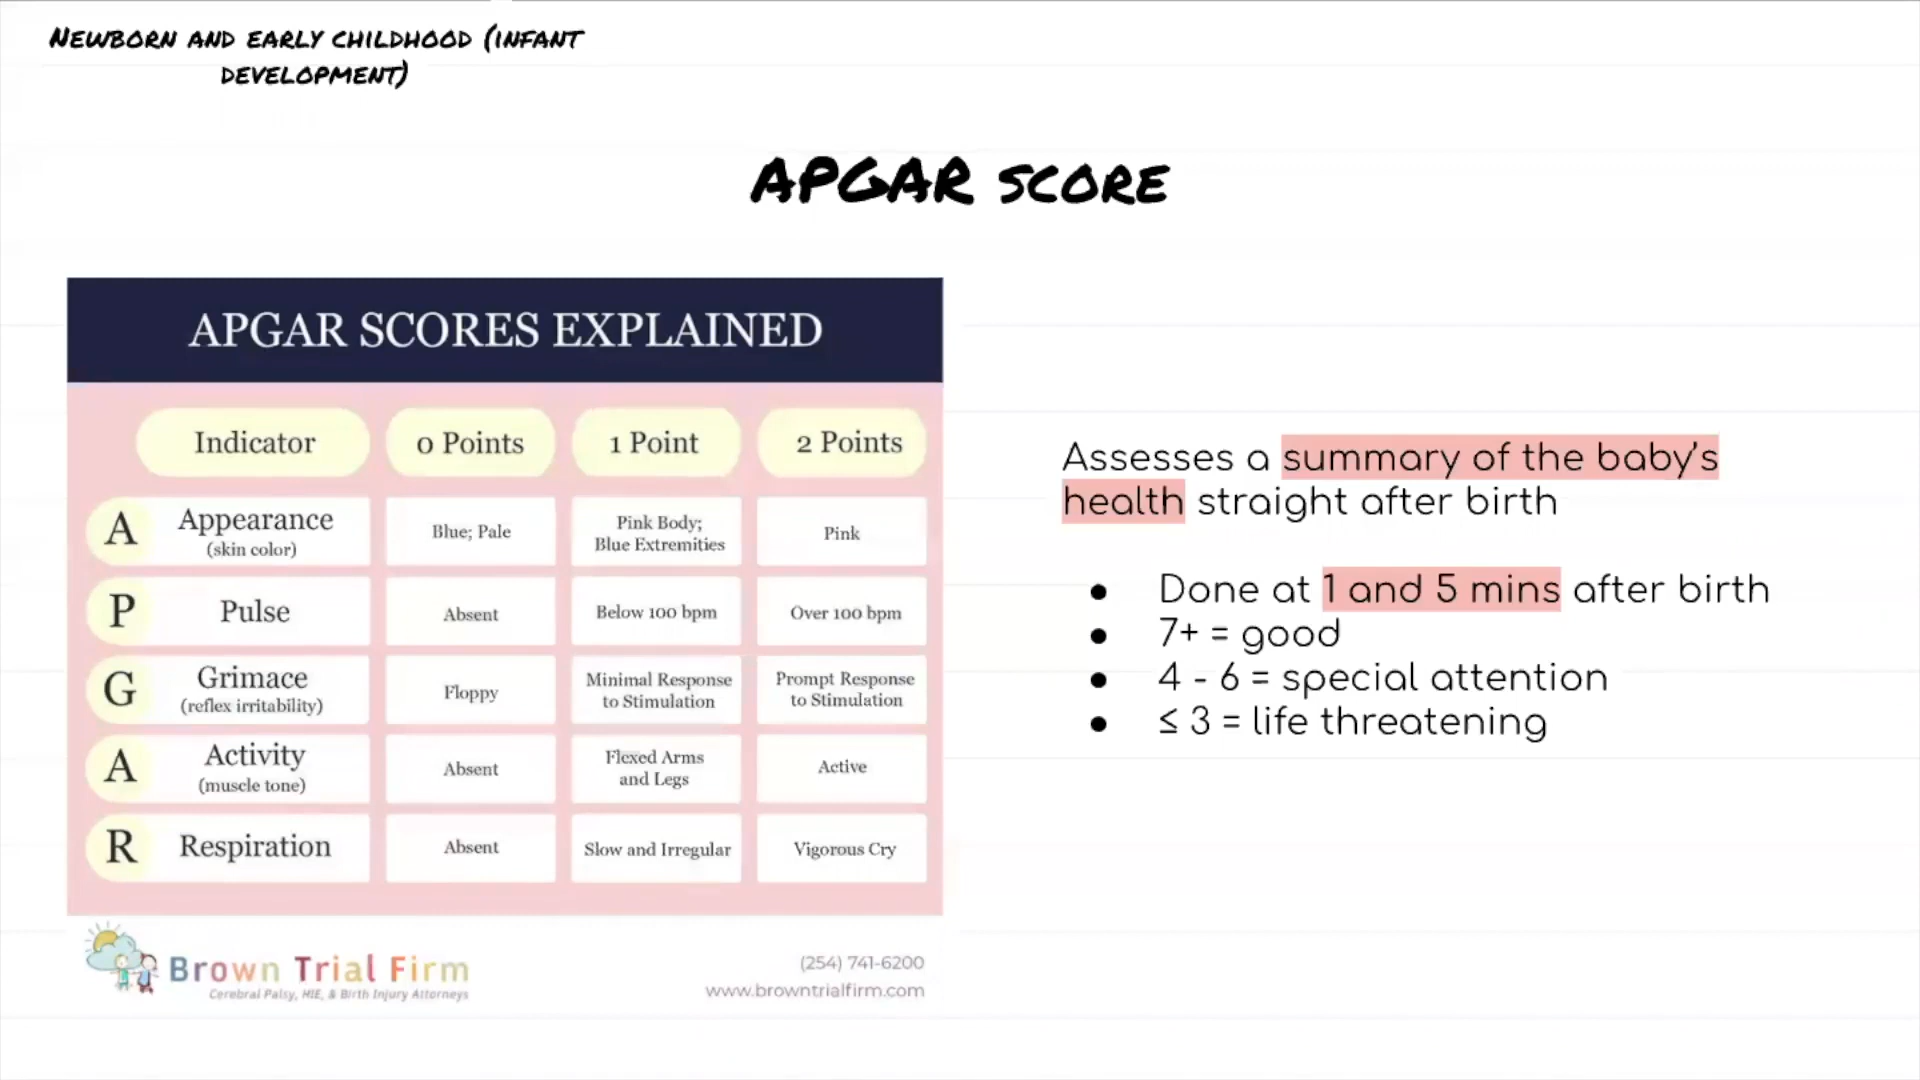 Newborn and early childhood (infant
development)
APGAR score
APGAR SCORES EXPLAINED
Indicator 0 Points 1 Point 2 Points
A Appearance (skin color) Blue; Pale Pink Body; Blue Extremities Pink
P Pulse Absent Below 100 bpm Over 100 bpm
G Grimace (reflex irritability) Floppy Minimal Response to Stimulation Prompt Response to Stimulation
A Activity (muscle tone) Absent Flexed Arms and Legs Active
R Respiration Absent Slow and Irregular Vigorous Cry
Brown Trial Firm
Cerebral Palsy, HIE, & Birth Injury Attorneys
(254) 741-6200
www.browntrialfirm.com
Assesses a summary of the baby's
health straight after birth
● Done at 1 and 5 mins after birth
● 7+ = good
● 4 - 6 = special attention
● ≤ 3 = life threatening